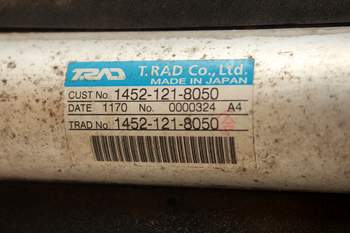 TRAD T.RAD Co., Ltd.
MADE IN JAPAN
CUST No. 1452-121-8050
DATE 1170 No. 0000324 A4
TRAD No. 1452-121-8050